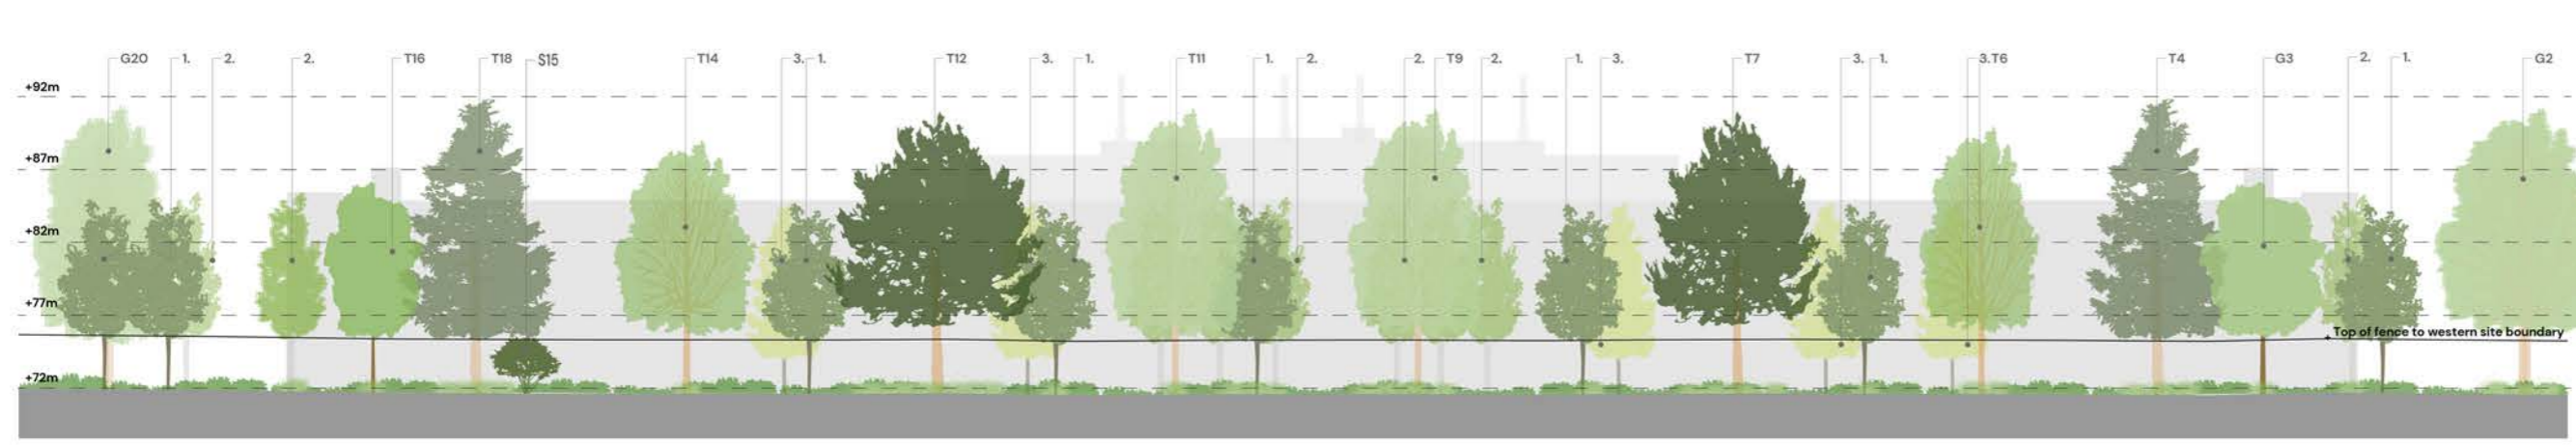 G20 1. 2. 2. T16 T18 S15 T14 3. 1. T12 3. 1. T11 1. 2. 2. T9 2. 1. 3. T7 3. 1. 3.T6 T4 G3 2. 1. G2
+92m
+87m
+82m
+77m
Top of fence to western site boundary
+72m